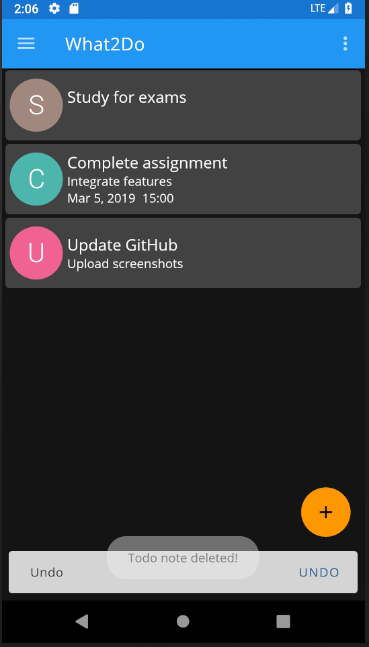 2:06
LTE
What2Do
S
Study for exams
C
Complete assignment
Integrate features
Mar 5, 2019 15:00
U
Update GitHub
Upload screenshots
+
Todo note deleted!
Undo
UNDO